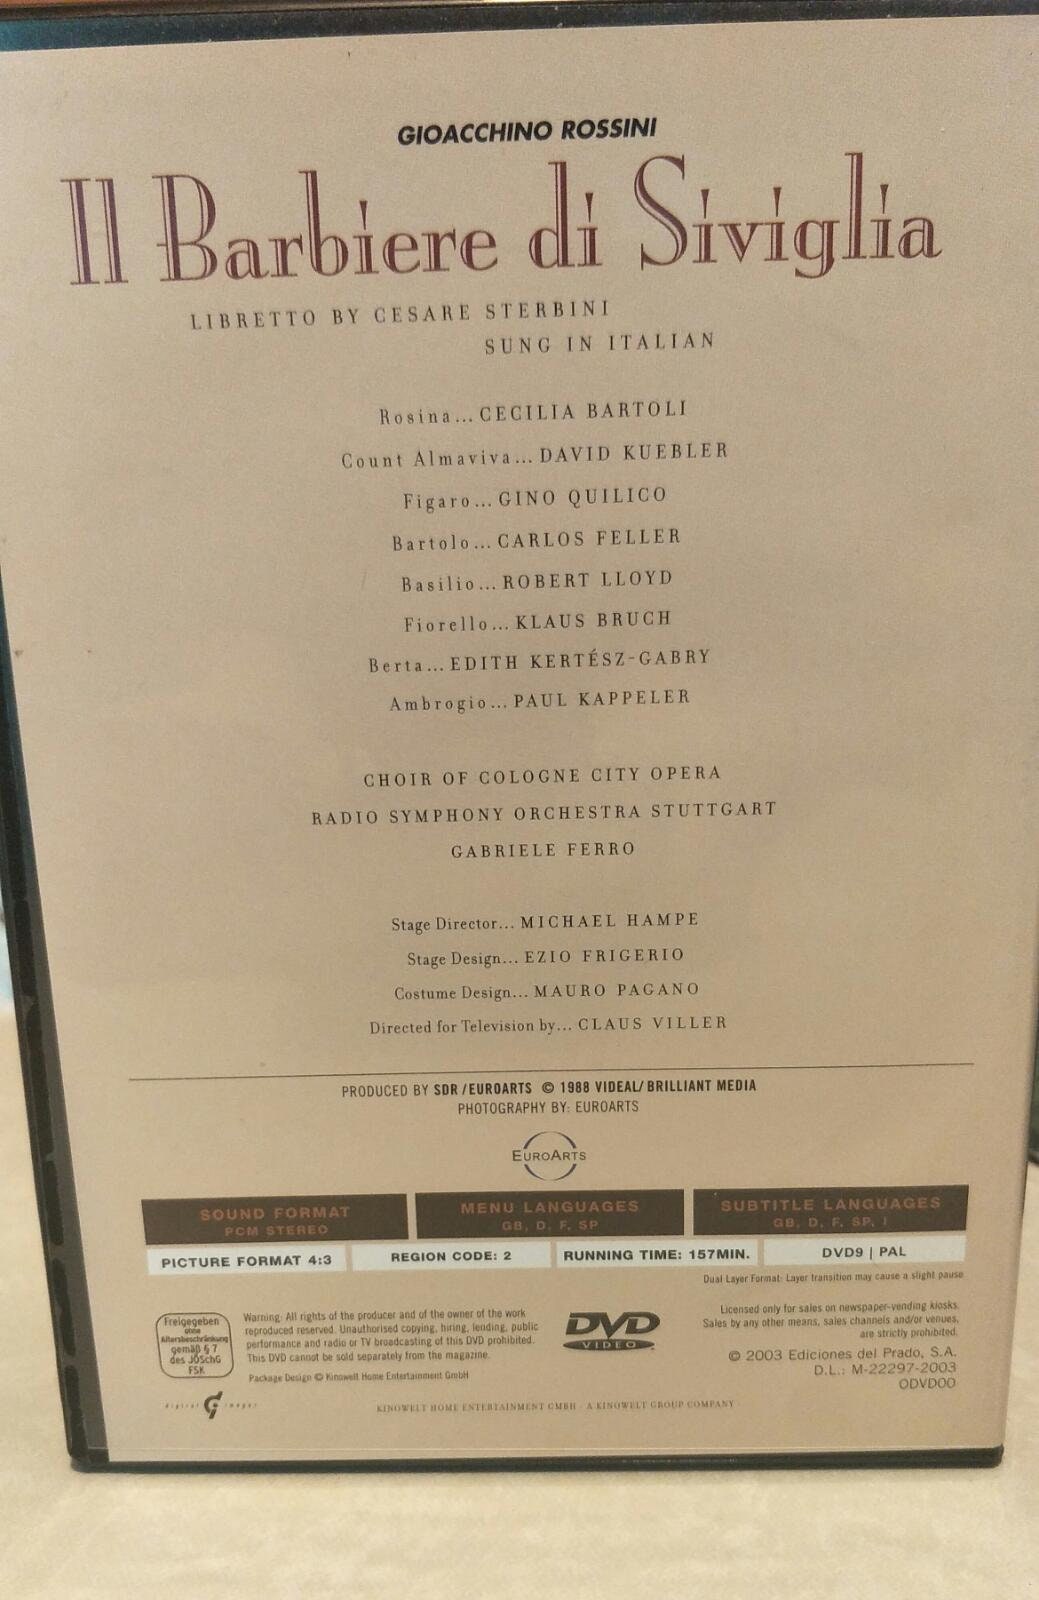 GIOACCHINO ROSSINI
Il Barbiere di Siviglia
LIBRETTO BY CESARE STERBINI
SUNG IN ITALIAN
Rosina... CECILIA BARTOLI
Count Almaviva... DAVID KUEBLER
Figaro... GINO QUILICO
Bartolo... CARLOS FELLER
Basilio... ROBERT LLOYD
Fiorello... KLAUS BRUCH
Berta... EDITH KERTÉSZ-GABRY
Ambrogio... PAUL KAPPELER
CHOIR OF COLOGNE CITY OPERA
RADIO SYMPHONY ORCHESTRA STUTTGART
GABRIELE FERRO
Stage Director... MICHAEL HAMPE
Stage Design... EZIO FRIGERIO
Costume Design... MAURO PAGANO
Directed for Television by... CLAUS VILLER
PRODUCED BY SDR /EUROARTS © 1988 VIDEAL/ BRILLIANT MEDIA
PHOTOGRAPHY BY: EUROARTS
EUROARTS
SOUND FORMAT
PCM STEREO
MENU LANGUAGES
GB, D, F, SP
SUBTITLE LANGUAGES
GB, D, F, SP, I
PICTURE FORMAT 4:3
REGION CODE: 2
RUNNING TIME: 157MIN.
DVD9 | PAL
Dual Layer Format: Layer transition may cause a slight pause
Freigegeben
ohne
Altersbeschränkung
gemäß § 7
des JÖSchG
FSK
Warning: All rights of the producer and of the owner of the work
reproduced reserved. Unauthorised copying, hiring, lending, public
performance and radio or TV broadcasting of this DVD prohibited.
This DVD cannot be sold separately from the magazine.
Package Design © Kinowelt Home Entertainment GmbH
DVD
VIDEO
Licensed only for sales on newspaper-vending kiosks.
Sales by any other means, sales channels and/or venues,
are strictly prohibited.
© 2003 Ediciones del Prado, S.A.
D.L.: M-22297-2003
ODVD00
digital images
KINOWELT HOME ENTERTAINMENT GMBH · A KINOWELT GROUP COMPANY